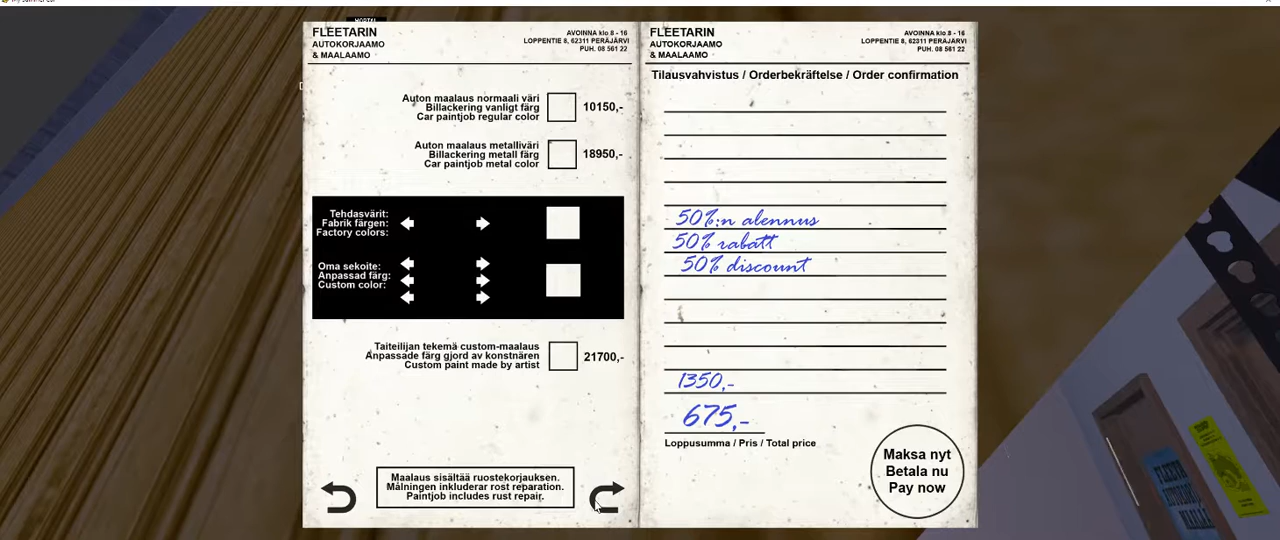 FLEETARIN
AUTOKORJAAMO
& MAALAAMO
AVOINNA klo.8 - 16
LOPPENTIE 8, 62311 PERÄJÄRVI
PUH. 08 561 22
Auton maalaus normaali väri
Billackering vanligt färg
Car paintjob regular color
10150,-
Auton maalaus metalliväri
Billackering metall färg
Car paintjob metal color
18950,-
Tehdasvärit:
Fabrik färgen:
Factory colors:
Oma sekoite:
Anpassad färg:
Custom color:
Taiteilijan tekemä custom-maalaus
Anpassade färg gjord av konstnären
Custom paint made by artist
21700,-
Maalaus sisältää ruostekorjauksen.
Målningen inkluderar rost reparation.
Paintjob includes rust repair.
FLEETARIN
AUTOKORJAAMO
& MAALAAMO
AVOINNA klo.8 - 16
LOPPENTIE 8, 62311 PERÄJÄRVI
PUH. 08 561 22
Tilausvahvistus / Orderbekräftelse / Order confirmation
50%:n alennus
50% rabatt
50% discount
1350,-
675,-
Loppusumma / Pris / Total price
Maksa nyt
Betala nu
Pay now